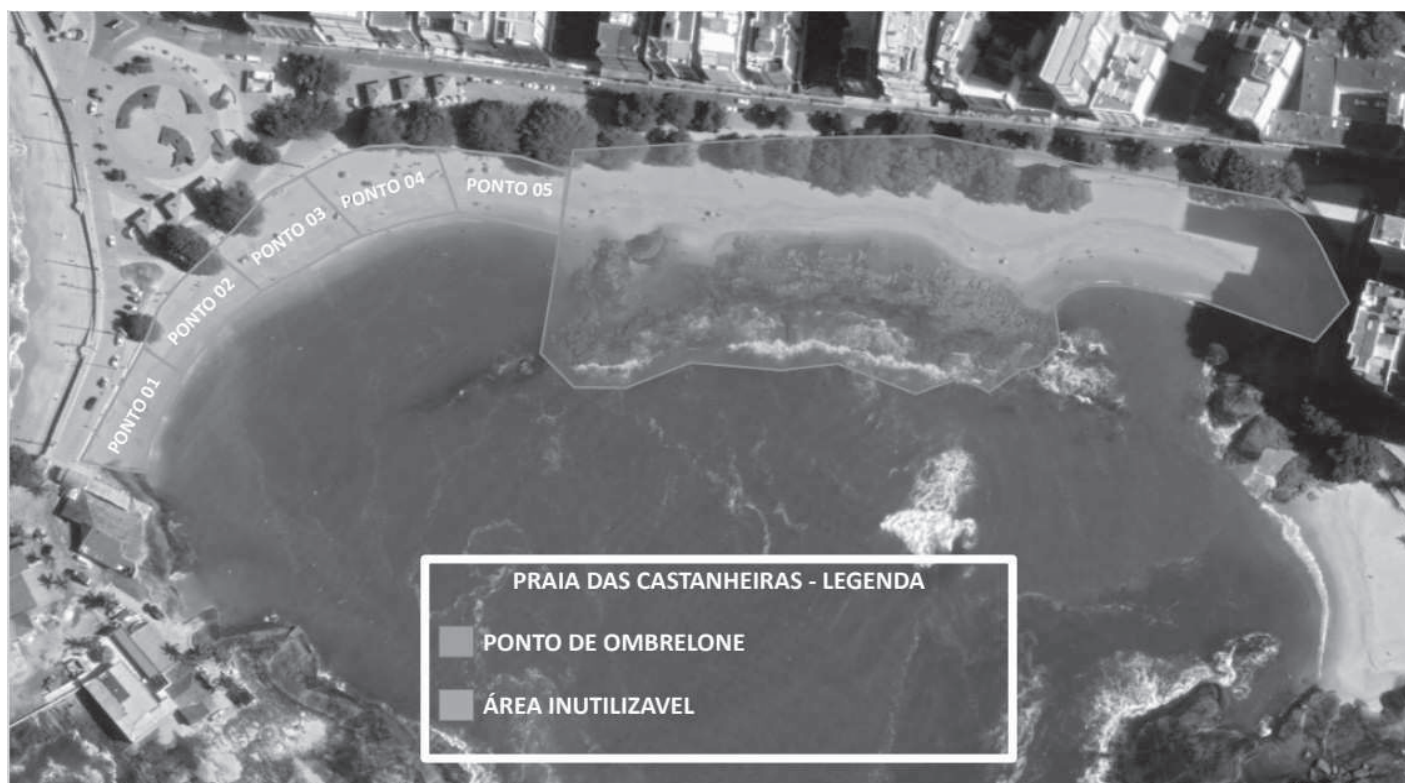 PONTO 01
PONTO 02
PONTO 03
PONTO 04
PONTO 05
PRAIA DAS CASTANHEIRAS - LEGENDA
PONTO DE OMBRELONE
ÁREA INUTILIZAVEL